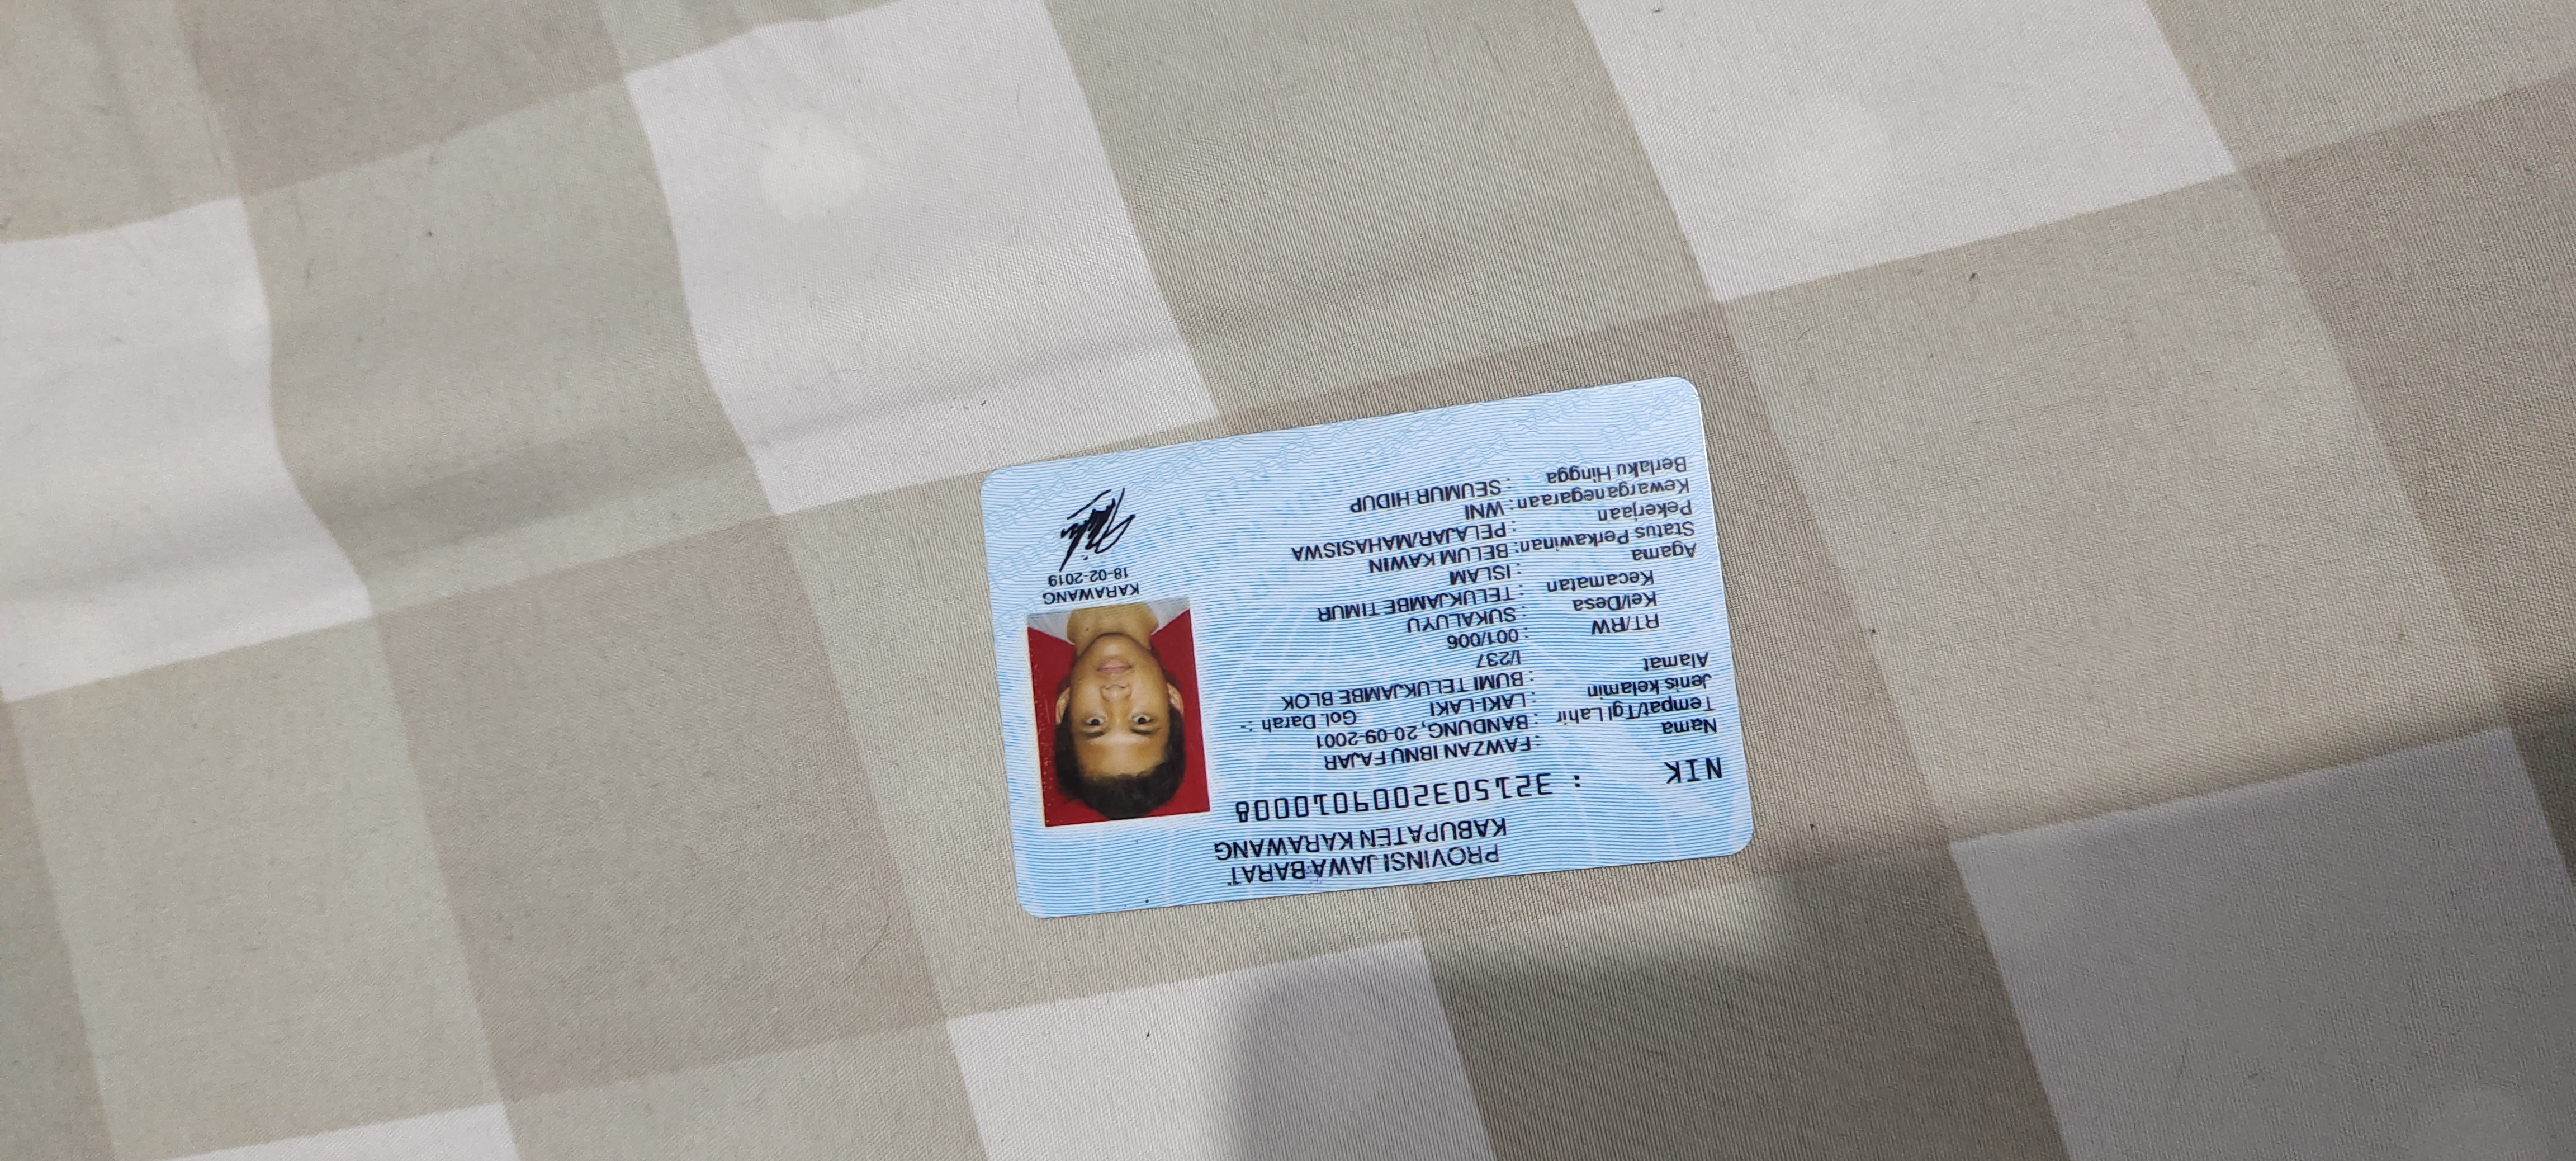 PROVINSI JAWA BARAT
KABUPATEN KARAWANG
NIK : 3215032009010008
Nama : FAWZAN IBNU FAJAR
Tempat/Tgl Lahir : BANDUNG, 20-09-2001
Jenis kelamin : LAKI-LAKI Gol. Darah :-
Alamat : BUMI TELUKJAMBE BLOK
I/237
RT/RW : 001/006
Kel/Desa : SUKALUYU
Kecamatan : TELUKJAMBE TIMUR
Agama : ISLAM
Status Perkawinan: BELUM KAWIN
Pekerjaan : PELAJAR/MAHASISWA
Kewarganegaraan : WNI
Berlaku Hingga : SEUMUR HIDUP
KARAWANG
18-02-2019